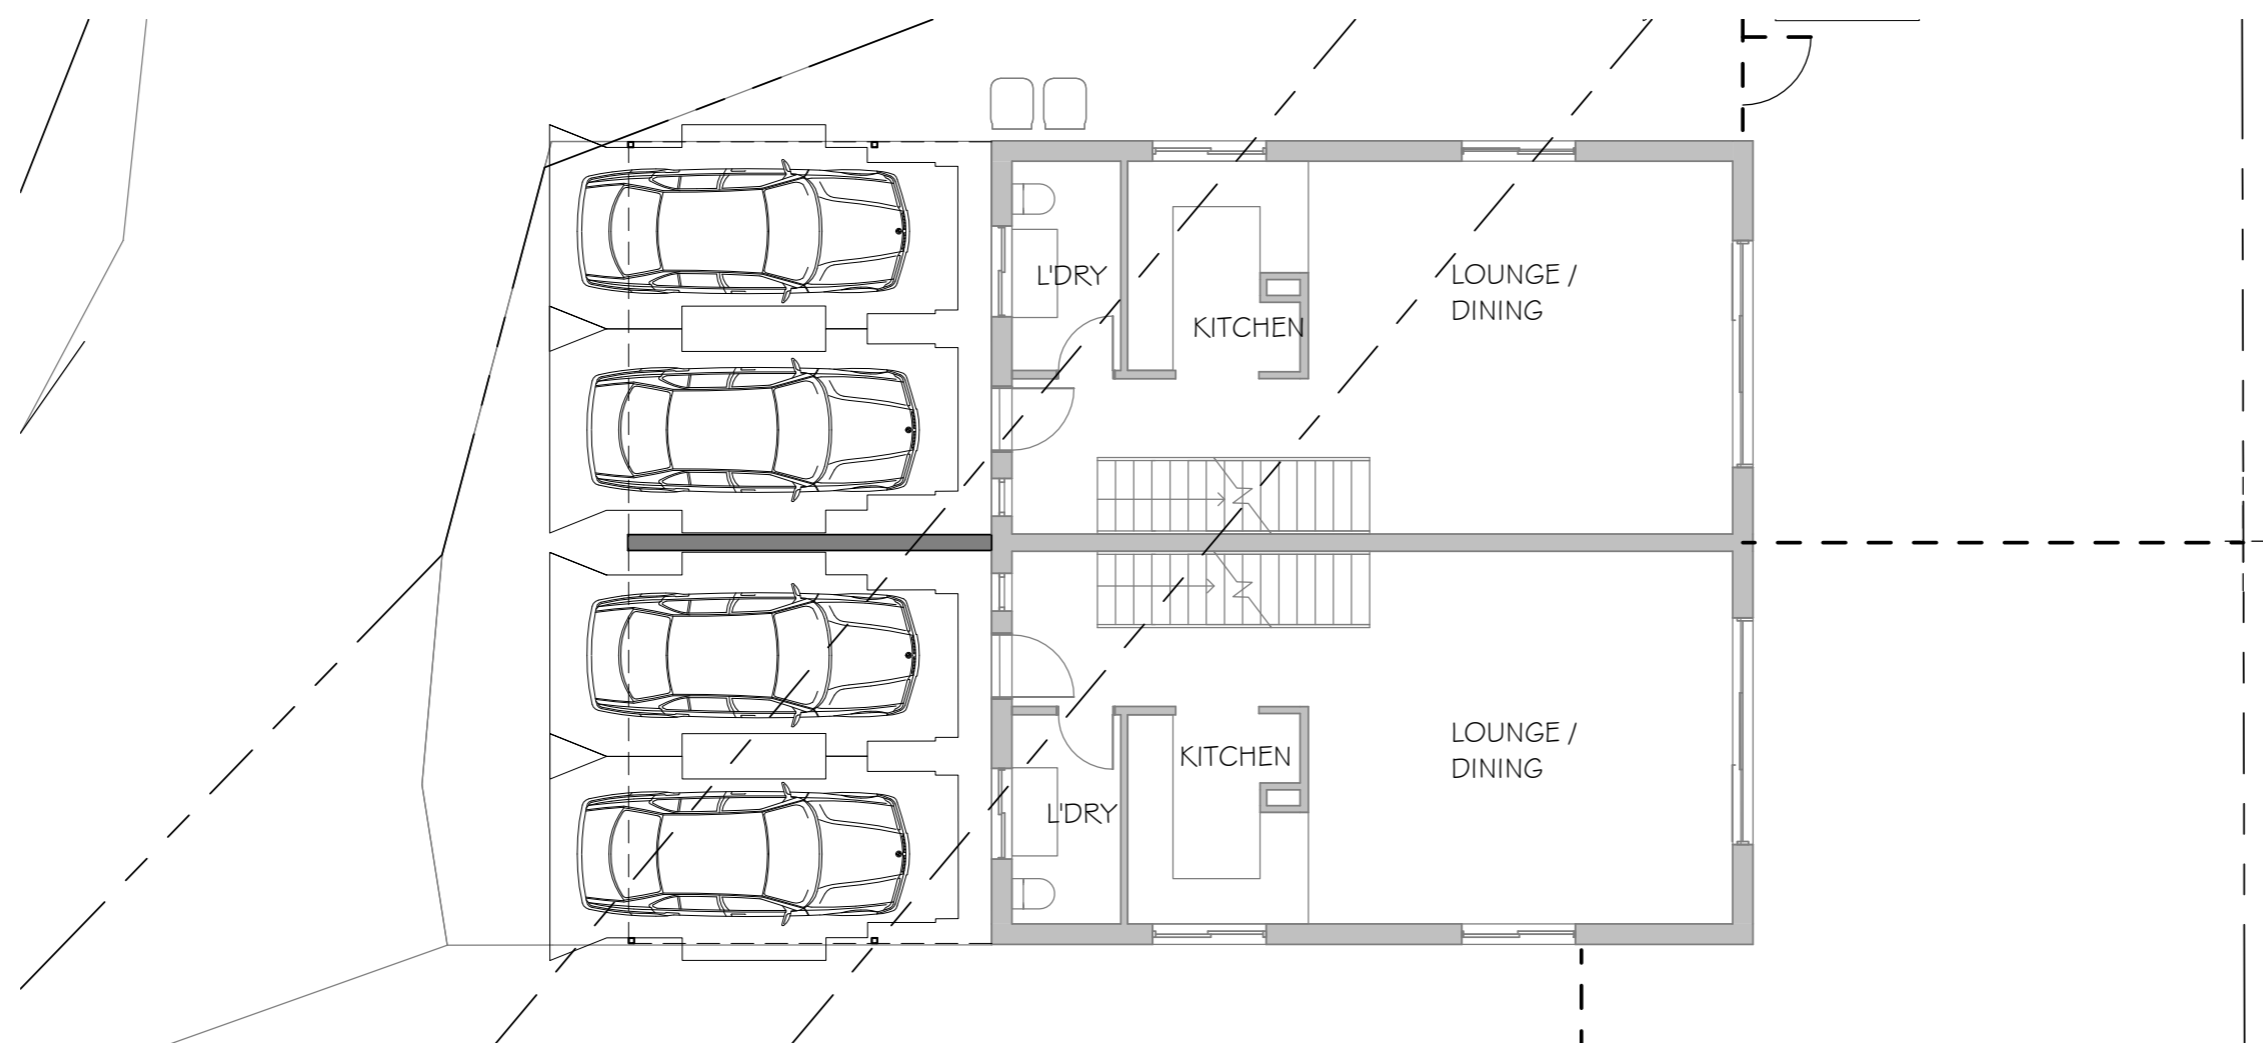 L'DRY
KITCHEN
LOUNGE /
DINING
L'DRY
KITCHEN
LOUNGE /
DINING